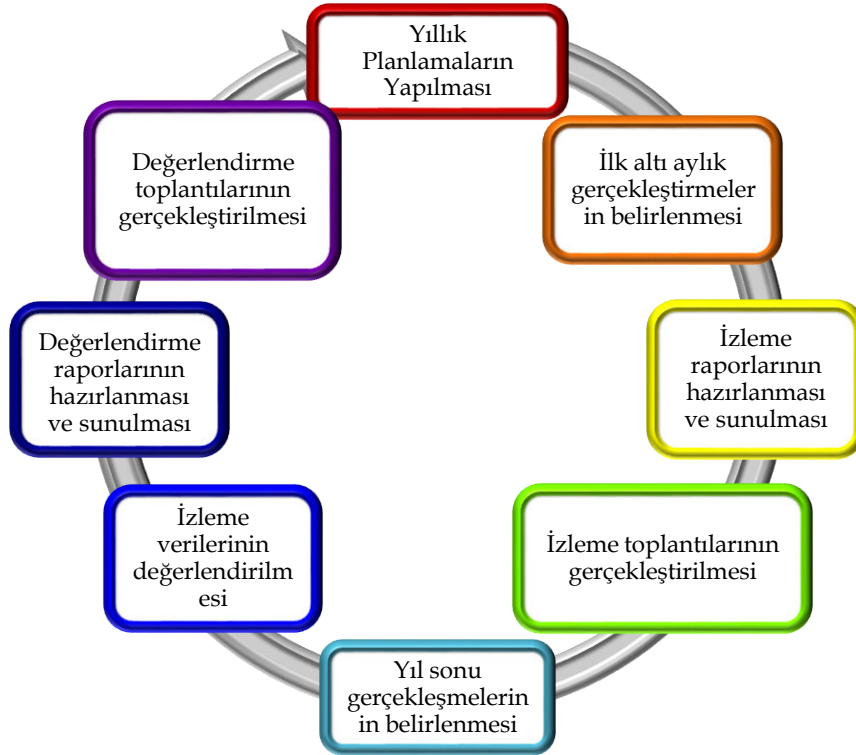 Yıllık
Planlamaların
Yapılması
İlk altı aylık
gerçekleştirmeler
in belirlenmesi
İzleme
raporlarının
hazırlanması
ve sunulması
İzleme toplantılarının
gerçekleştirilmesi
Yıl sonu
gerçekleşmelerin
in belirlenmesi
İzleme
verilerinin
değerlendirilm
esi
Değerlendirme
raporlarının
hazırlanması
ve sunulması
Değerlendirme
toplantılarının
gerçekleştirilmesi